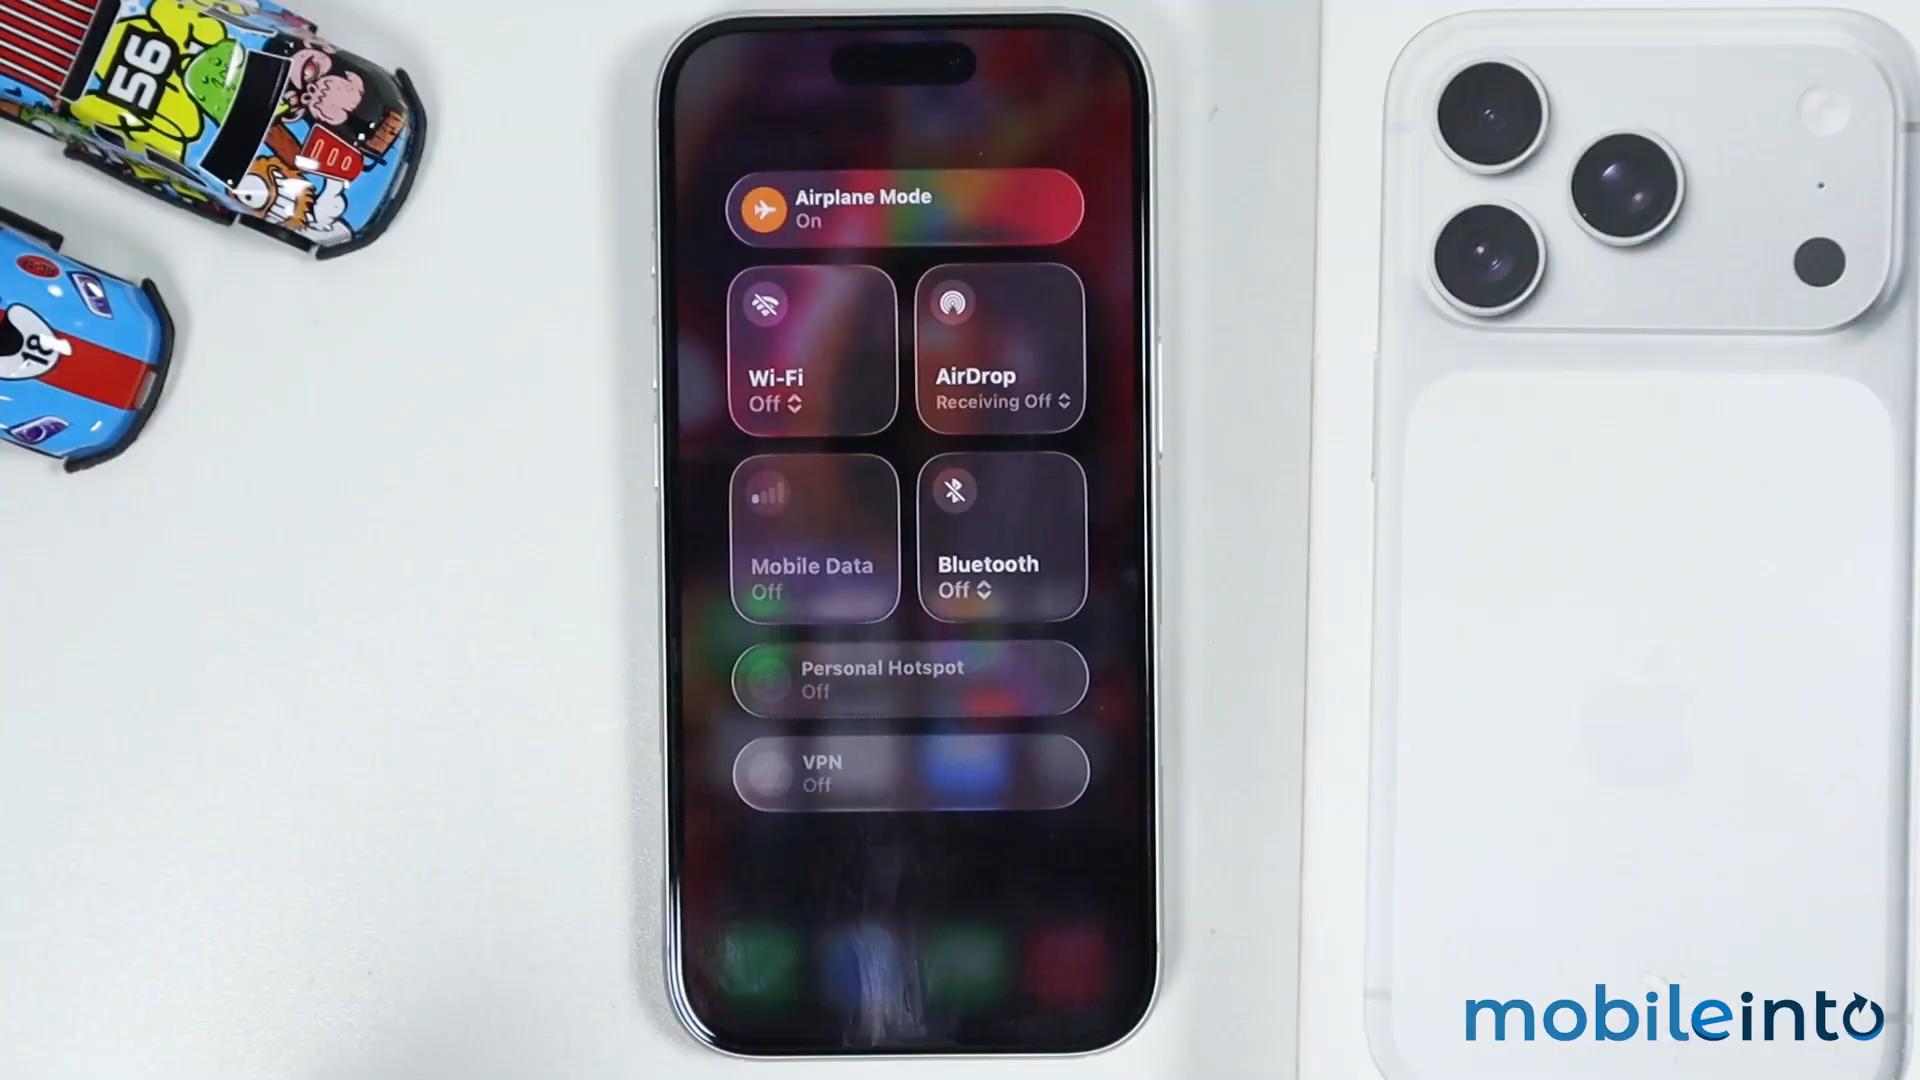 56
18
Airplane Mode
On
Wi-Fi
Off
AirDrop
Receiving Off
Mobile Data
Off
Bluetooth
Off
Personal Hotspot
Off
VPN
Off
mobileinto